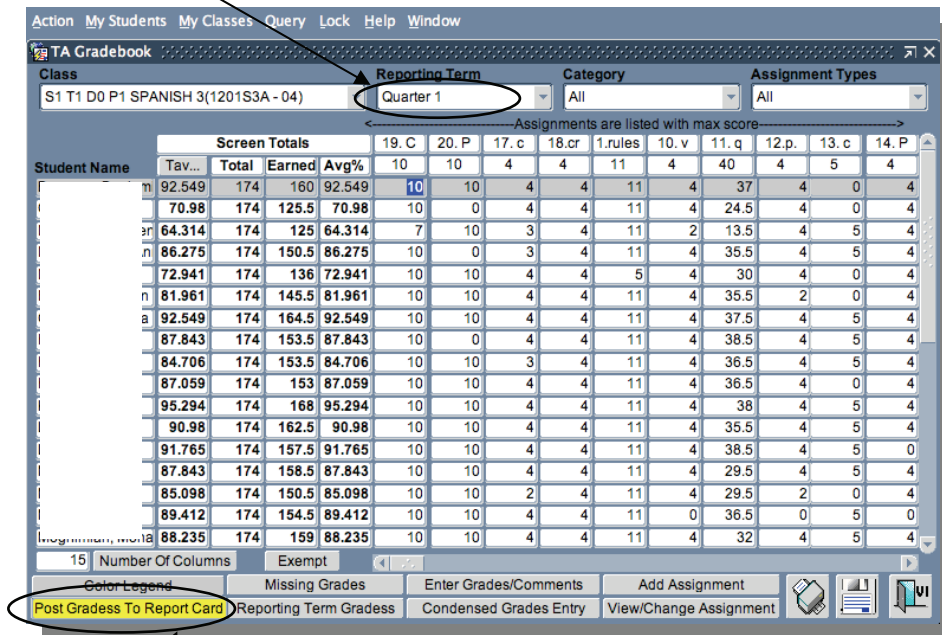 Action My Students My Classes Query Lock Help Window
TA Gradebook
Class Reporting Term Category Assignment Types
S1 T1 D0 P1 SPANISH 3(1201S3A - 04) Quarter 1 All All
<---Assignments are listed with max score--->
Screen Totals 19. C 20. P 17. c 18.cr 1.rules 10. v 11. q 12.p. 13. c 14. P
Student Name Tav... Total Earned Avg% 10 10 4 4 11 4 40 4 5 4
m 92.549 174 160 92.549 10 10 4 4 11 4 37 4 0 4
70.98 174 125.5 70.98 10 0 4 4 11 4 24.5 4 0 4
er 64.314 174 125 64.314 7 10 3 4 11 2 13.5 4 5 4
n 86.275 174 150.5 86.275 10 0 3 4 11 4 35.5 4 5 4
72.941 174 136 72.941 10 10 4 4 5 4 30 4 0 4
n 81.961 174 145.5 81.961 10 10 4 4 11 4 35.5 2 0 4
a 92.549 174 164.5 92.549 10 10 4 4 11 4 37.5 4 5 4
87.843 174 153.5 87.843 10 0 4 4 11 4 38.5 4 5 4
84.706 174 153.5 84.706 10 10 3 4 11 4 36.5 4 5 4
87.059 174 153 87.059 10 10 4 4 11 4 36.5 4 0 4
95.294 174 168 95.294 10 10 4 4 11 4 38 4 5 4
90.98 174 162.5 90.98 10 10 4 4 11 4 35.5 4 5 4
91.765 174 157.5 91.765 10 10 4 4 11 4 38.5 4 5 0
87.843 174 158.5 87.843 10 10 4 4 11 4 29.5 4 5 4
85.098 174 150.5 85.098 10 10 2 4 11 4 29.5 2 0 4
89.412 174 154.5 89.412 10 10 4 4 11 0 36.5 0 5 0
88.235 174 159 88.235 10 10 4 4 11 4 32 4 5 4
15 Number Of Columns Exempt
Color Legend Missing Grades Enter Grades/Comments Add Assignment
Post Gradess To Report Card Reporting Term Gradess Condensed Grades Entry View/Change Assignment